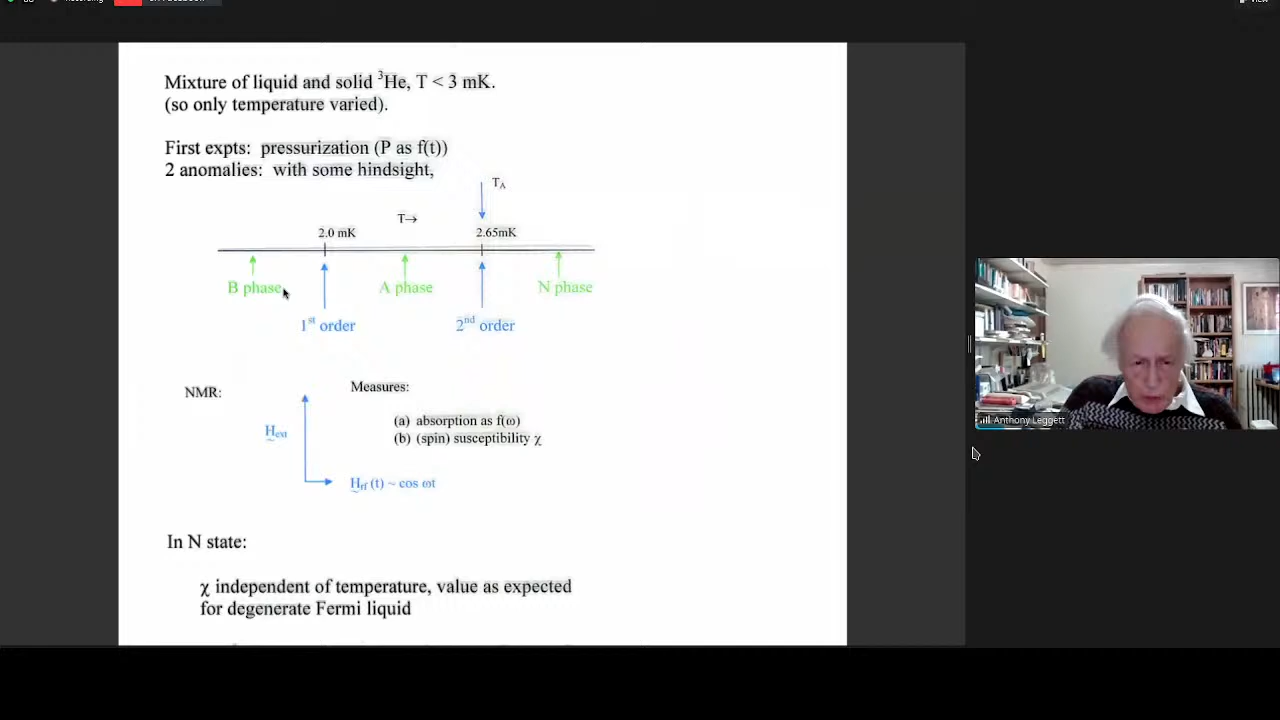 Mixture of liquid and solid ³He, T < 3 mK.
(so only temperature varied).
First expts: pressurization (P as f(t))
2 anomalies: with some hindsight,
T_A
T→
2.0 mK
2.65mK
B phase
A phase
N phase
1st order
2nd order
NMR:
Measures:
(a) absorption as f(ω)
(b) (spin) susceptibility χ
H_ext
H_rf (t) ~ cos ωt
In N state:
χ independent of temperature, value as expected
for degenerate Fermi liquid
Anthony Leggett